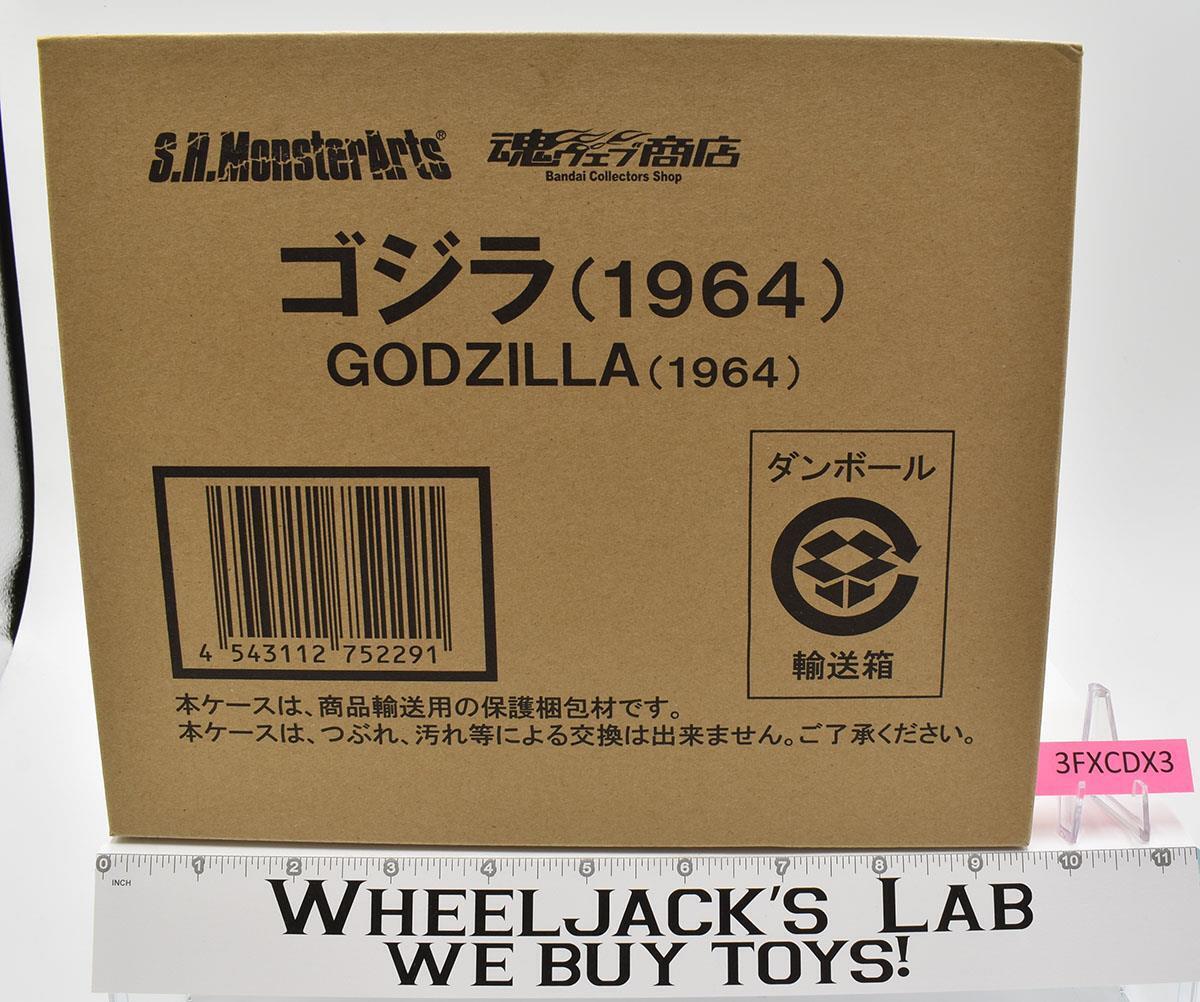 S.H.MonsterArts®
魂ウェブ商店
Bandai Collectors Shop
ゴジラ(1964)
GODZILLA(1964)
ダンボール
輸送箱
4 543112 752291
本ケースは、商品輸送用の保護梱包材です。
本ケースは、つぶれ、汚れ等による交換は出来ません。ご了承ください。
3FXCDX3
0 1 2 3 4 5 6 7 8 9 10 11
INCH
WHEELJACK'S LAB
WE BUY TOYS!